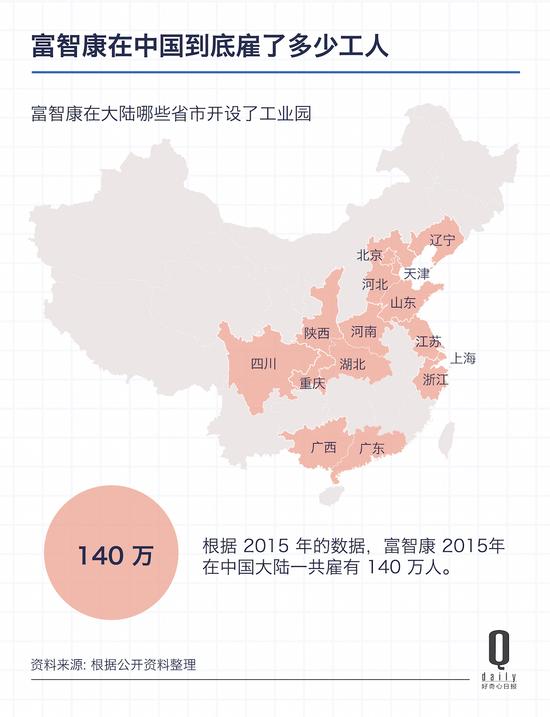 富智康在中国到底雇了多少工人
富智康在大陆哪些省市开设了工业园
辽宁
北京
天津
河北
山东
陕西
河南
江苏
上海
四川
湖北
浙江
重庆
广西
广东
140 万
根据 2015 年的数据，富智康 2015年
在中国大陆一共雇有 140 万人。
资料来源: 根据公开资料整理
Q
daily
好奇心日报